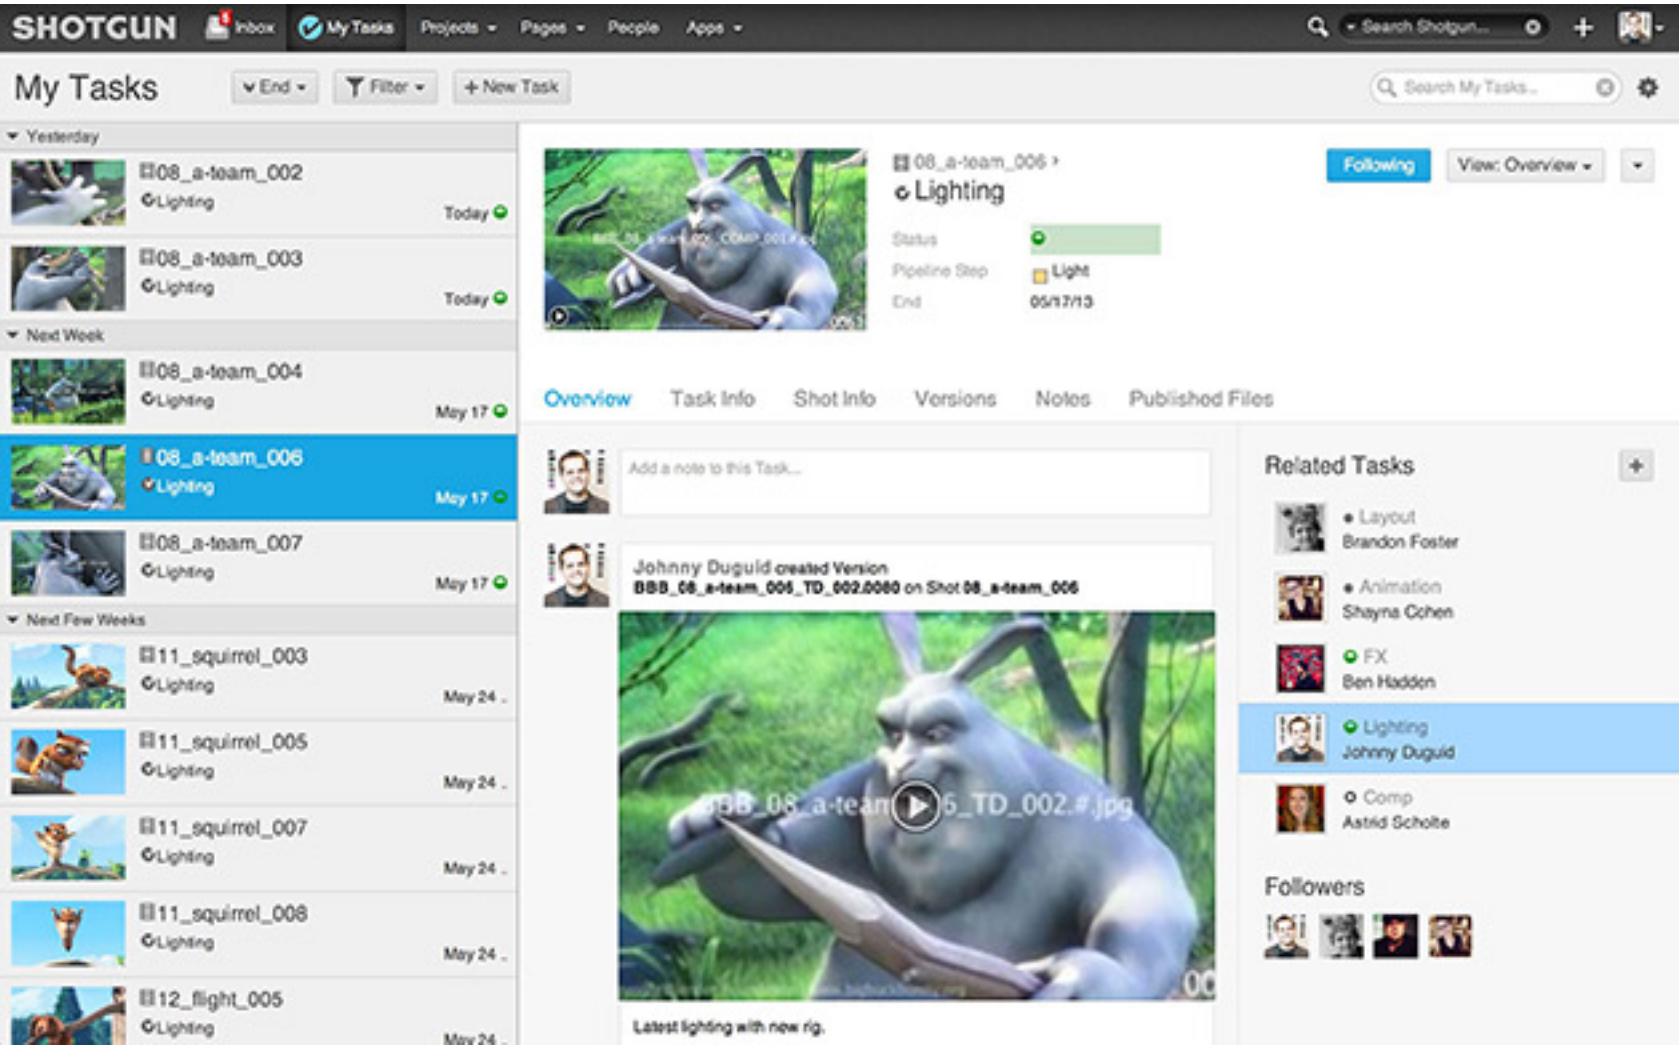 SHOTGUN
5
Inbox
My Tasks
Projects
Pages
People
Apps
Search Shotgun...
My Tasks
End
Filter
+ New Task
Search My Tasks...
Yesterday
08_a-team_002
Lighting
Today
08_a-team_003
Lighting
Today
Next Week
08_a-team_004
Lighting
May 17
08_a-team_006
Lighting
May 17
08_a-team_007
Lighting
May 17
Next Few Weeks
11_squirrel_003
Lighting
May 24
11_squirrel_005
Lighting
May 24
11_squirrel_007
Lighting
May 24
11_squirrel_008
Lighting
May 24
12_flight_005
Lighting
May 24
08_a-team_006
Lighting
Following
View: Overview
Status
Pipeline Step
Light
End
05/17/13
Overview
Task Info
Shot Info
Versions
Notes
Published Files
Add a note to this Task...
Johnny Duguid created Version
BBB_08_a-team_006_TD_002.0080 on Shot 08_a-team_006
BBB_08_a-team 6_TD_002.#.jpg
Latest lighting with new rig.
Related Tasks
+
Layout
Brandon Foster
Animation
Shayna Cohen
FX
Ben Hadden
Lighting
Johnny Duguid
Comp
Astrid Scholte
Followers